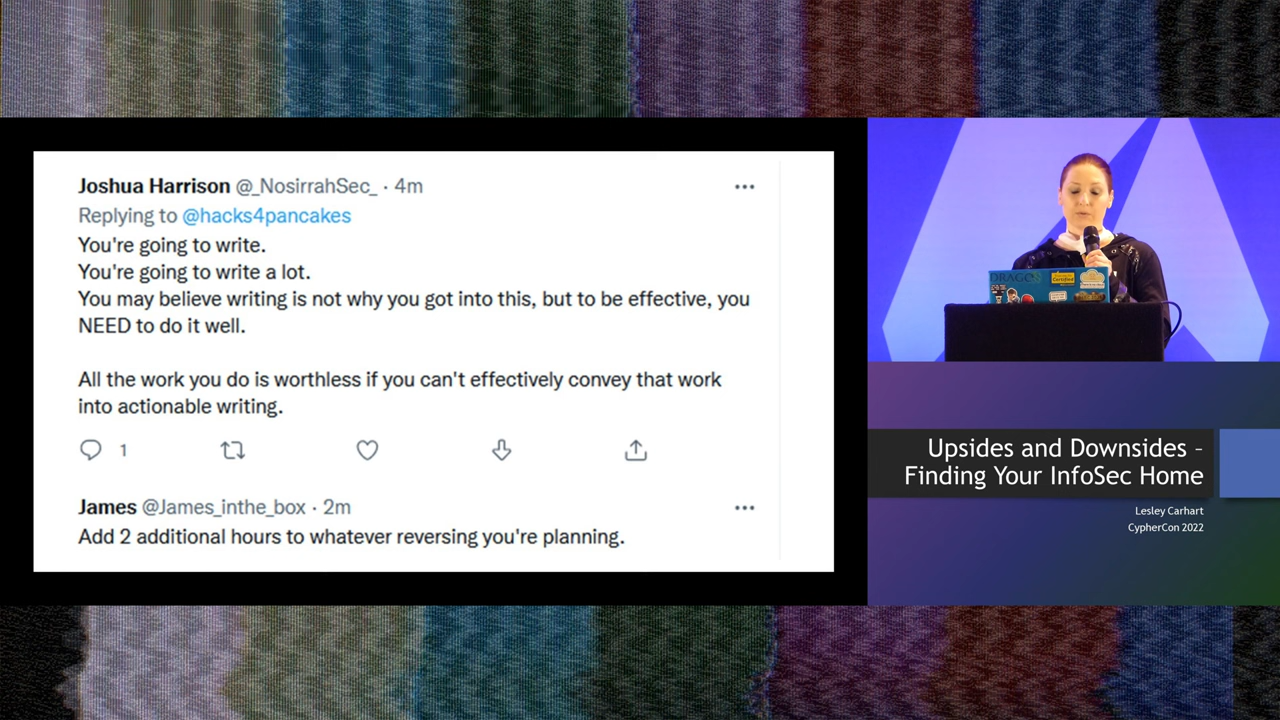 Joshua Harrison @_NosirrahSec_ · 4m
Replying to @hacks4pancakes
You're going to write.
You're going to write a lot.
You may believe writing is not why you got into this, but to be effective, you
NEED to do it well.
All the work you do is worthless if you can't effectively convey that work
into actionable writing.
1
James @James_inthe_box · 2m
Add 2 additional hours to whatever reversing you're planning.
DRAGOS
Certified
Upsides and Downsides –
Finding Your InfoSec Home
Lesley Carhart
CypherCon 2022